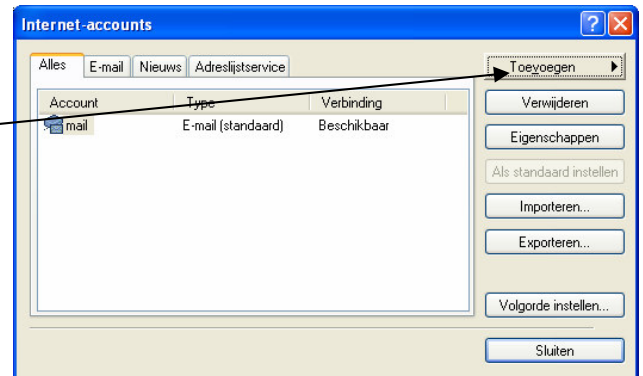 Internet-accounts
Alles E-mail Nieuws Adreslijstservice
Toevoegen
Account Type Verbinding
mail E-mail (standaard) Beschikbaar
Verwijderen
Eigenschappen
Als standaard instellen
Importeren...
Exporteren...
Volgorde instellen...
Sluiten